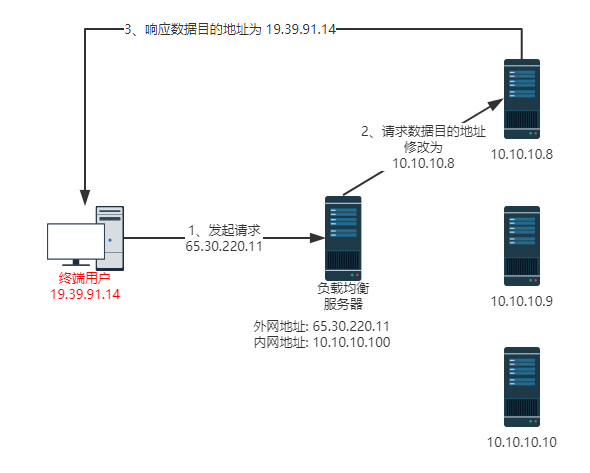 3、响应数据目的地址为 19.39.91.14
2、请求数据目的地址
修改为
10.10.10.8
10.10.10.8
1、发起请求
65.30.220.11
终端用户
19.39.91.14
负载均衡
服务器
外网地址: 65.30.220.11
内网地址: 10.10.10.100
10.10.10.9
10.10.10.10